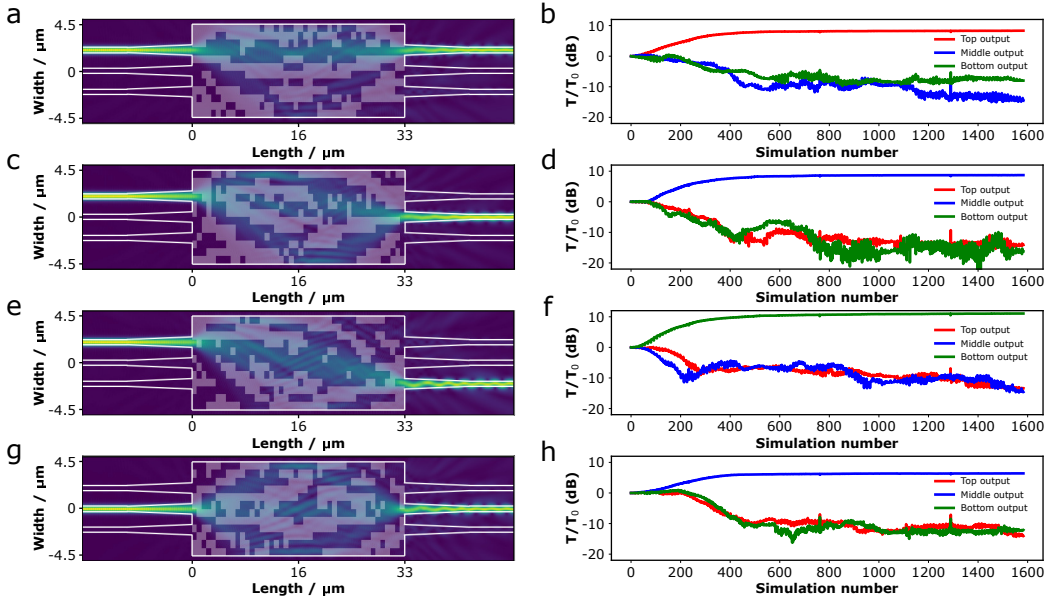 a
4.5
0
-4.5
Width / μm
0 16 33
Length / μm
b
10
0
-10
-20
T/T0 (dB)
Top output
Middle output
Bottom output
0 200 400 600 800 1000 1200 1400 1600
Simulation number
c
4.5
0
-4.5
Width / μm
0 16 33
Length / μm
d
10
0
-10
-20
T/T0 (dB)
Top output
Middle output
Bottom output
0 200 400 600 800 1000 1200 1400 1600
Simulation number
e
4.5
0
-4.5
Width / μm
0 16 33
Length / μm
f
10
0
-10
-20
T/T0 (dB)
Top output
Middle output
Bottom output
0 200 400 600 800 1000 1200 1400 1600
Simulation number
g
4.5
0
-4.5
Width / μm
0 16 33
Length / μm
h
10
0
-10
-20
T/T0 (dB)
Top output
Middle output
Bottom output
0 200 400 600 800 1000 1200 1400 1600
Simulation number